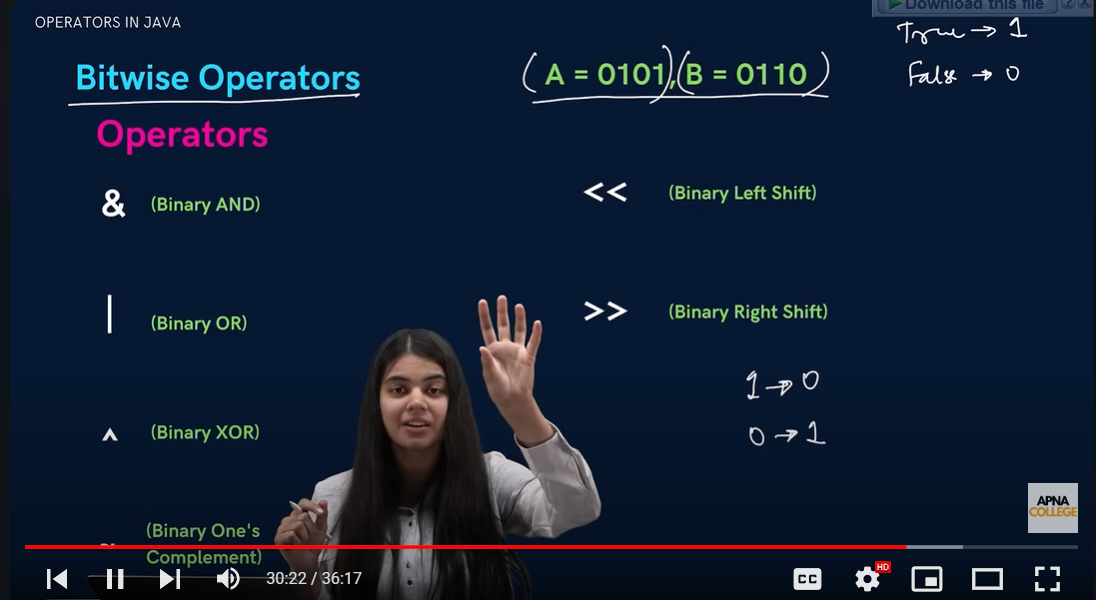 Download this file
OPERATORS IN JAVA
True → 1
Bitwise Operators
(A = 0101),(B = 0110)
False → 0
Operators
& (Binary AND)
<< (Binary Left Shift)
| (Binary OR)
>> (Binary Right Shift)
1 → 0
^ (Binary XOR)
0 → 1
APNA
COLLEGE
(Binary One's
Complement)
30:22 / 36:17
CC
HD